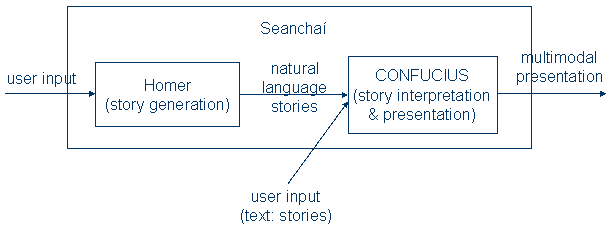 Seanchaí
user input
Homer
(story generation)
natural
language
stories
CONFUCIUS
(story interpretation
& presentation)
multimodal
presentation
user input
(text: stories)